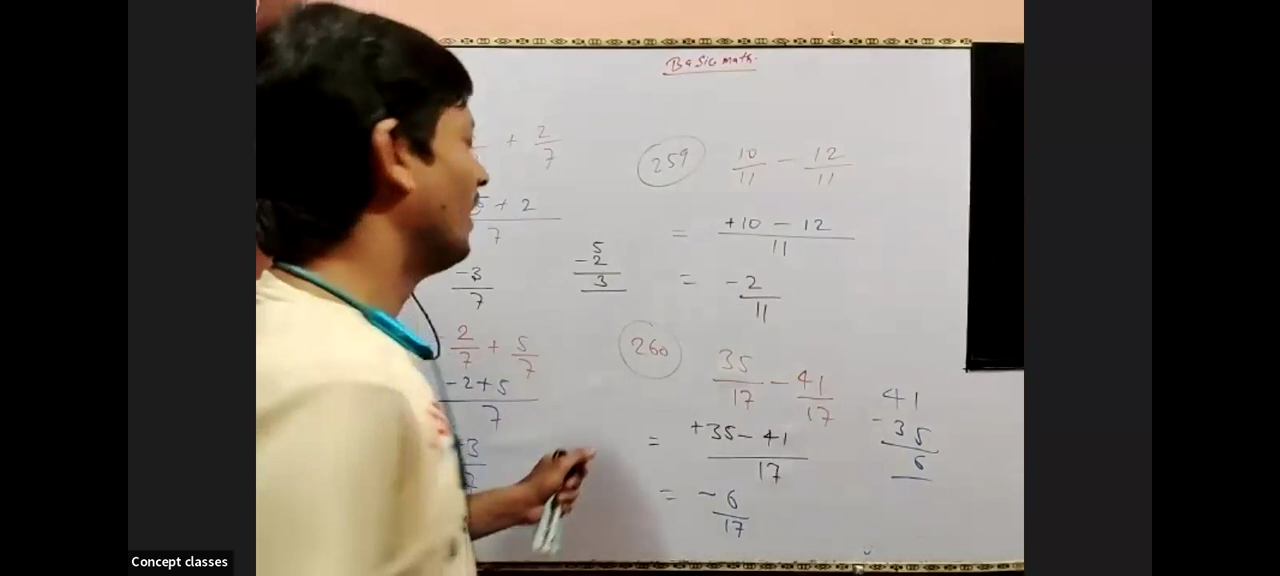 Basic math.
+ 2/7
5 + 2 / 7
-3/7
5
-2
3
2/7 + 5/7
-2+5 / 7
+3
259 10/11 - 12/11
= +10 - 12 / 11
= -2/11
260 35/17 - 41/17
= +35 - 41 / 17
= -6/17
41
-35
6
Concept classes